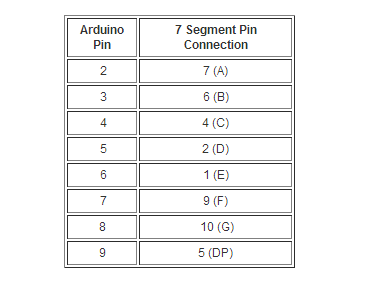 Arduino Pin	7 Segment Pin Connection
2	7 (A)
3	6 (B)
4	4 (C)
5	2 (D)
6	1 (E)
7	9 (F)
8	10 (G)
9	5 (DP)